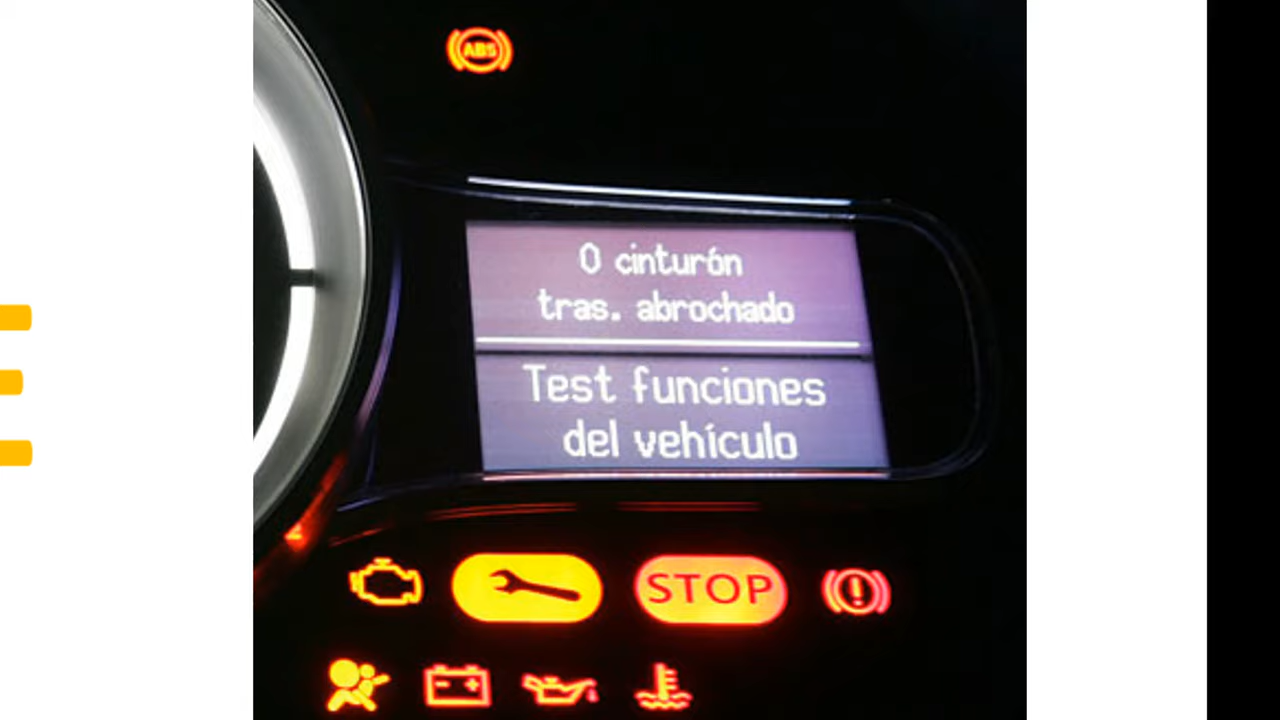 ABS
0 cinturón
tras. abrochado
Test funciones
del vehículo
STOP